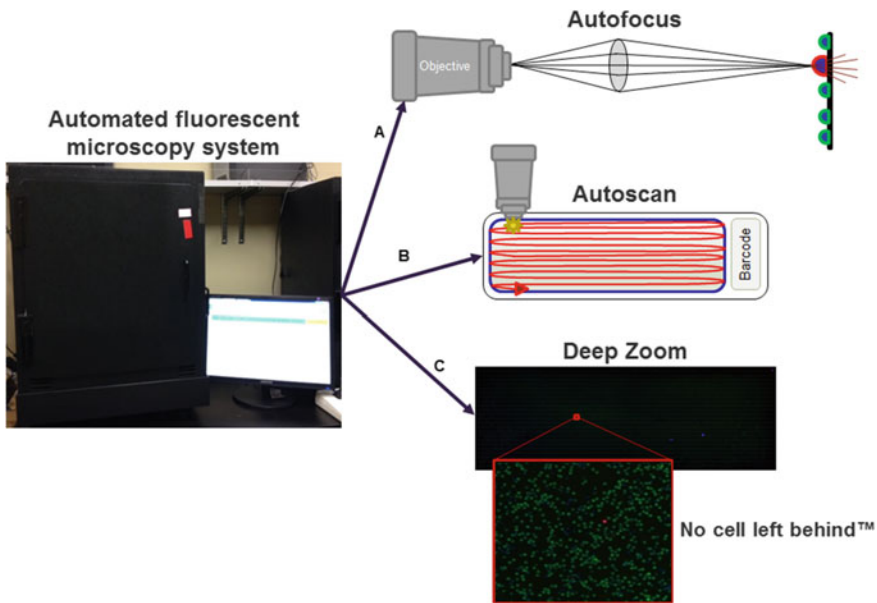 Automated fluorescent
microscopy system
A
B
C
Autofocus
Objective
Autoscan
Barcode
Deep Zoom
No cell left behind™